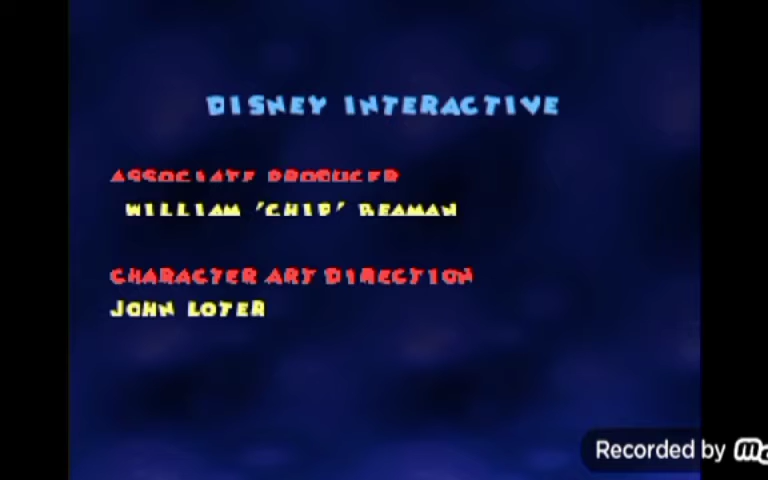 DISNEY INTERACTIVE
ASSOCIATE PRODUCER
WILLIAM 'CHIP' BEAMAN
CHARACTER ART DIRECTION
JOHN LOTER
Recorded by